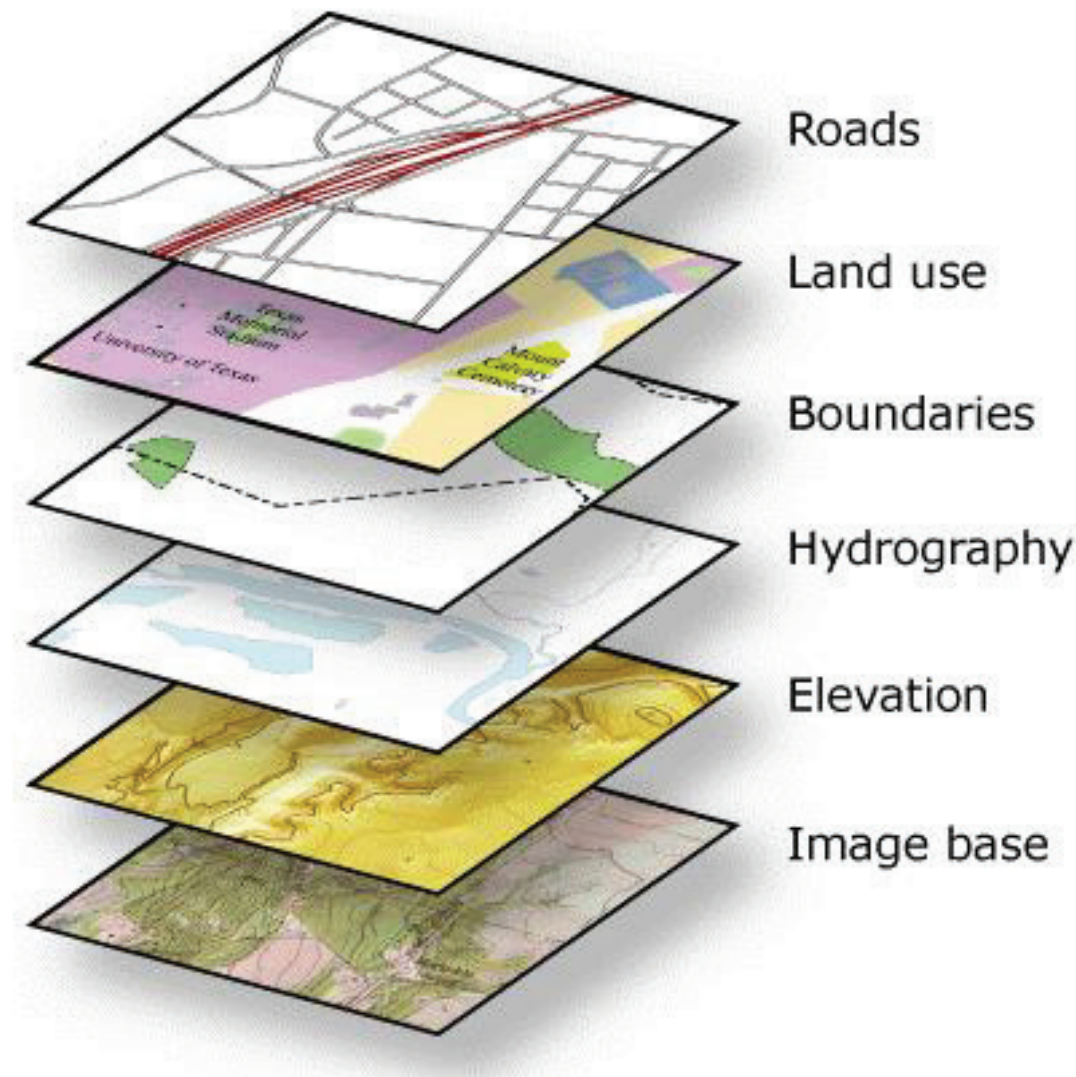 Roads
Land use
Texas
Memorial
Stadium
University of Texas
Mount
Calvary
Cemetery
Boundaries
Hydrography
Elevation
Image base